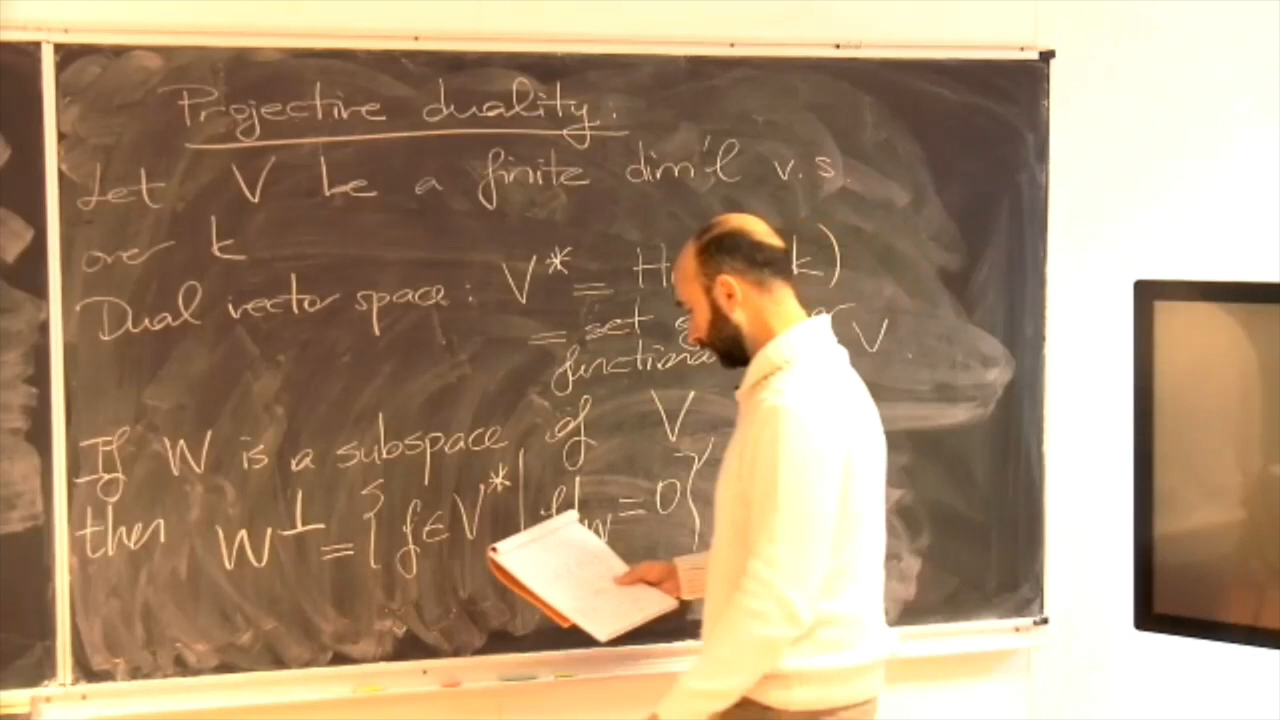 Projective duality:
Let V be a finite dim'l v.s.
over k
Dual vector space: V* = H k)
= set
functiona V.
If W is a subspace of V,
then W⊥ = { f ∈ V* | f|W = 0 }